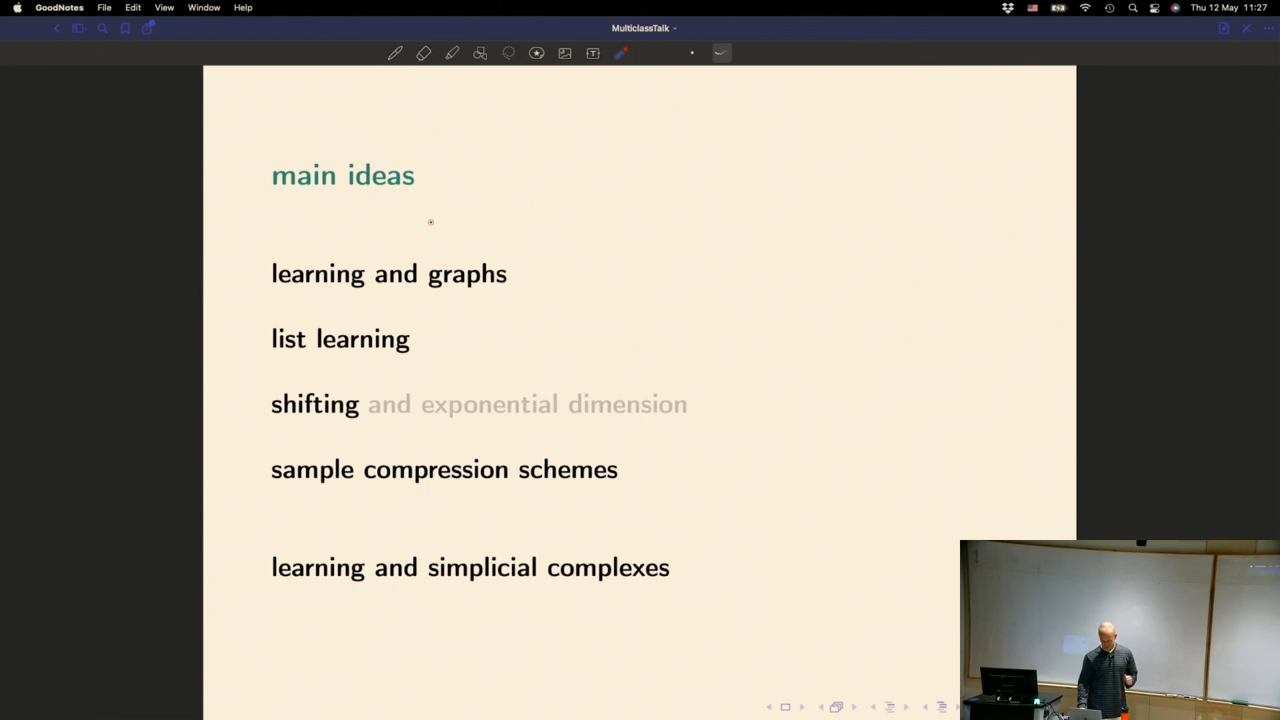 GoodNotes File Edit View Window Help Thu 12 May 11:27
MulticlassTalk
T
main ideas
learning and graphs
list learning
shifting and exponential dimension
sample compression schemes
learning and simplicial complexes